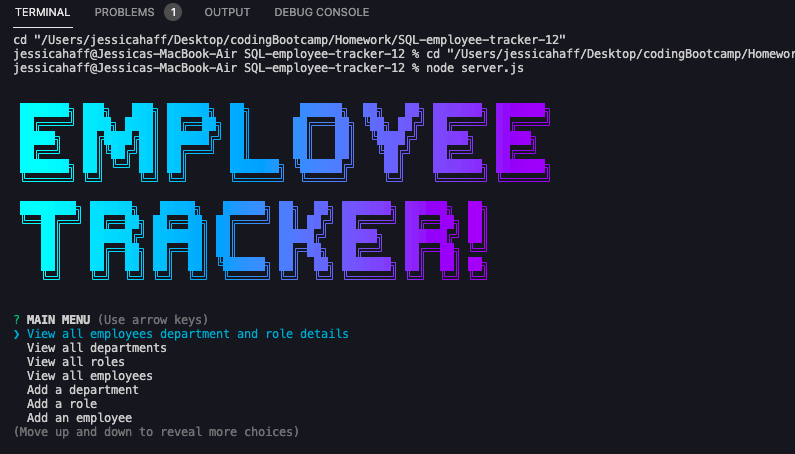 TERMINAL PROBLEMS 1 OUTPUT DEBUG CONSOLE
cd "/Users/jessicahaff/Desktop/codingBootcamp/Homework/SQL-employee-tracker-12"
jessicahaff@Jessicas-MacBook-Air SQL-employee-tracker-12 % cd "/Users/jessicahaff/Desktop/codingBootcamp/Homewor
jessicahaff@Jessicas-MacBook-Air SQL-employee-tracker-12 % node server.js
EMPLOYEE
TRACKER!
? MAIN MENU (Use arrow keys)
❯ View all employees department and role details
View all departments
View all roles
View all employees
Add a department
Add a role
Add an employee
(Move up and down to reveal more choices)